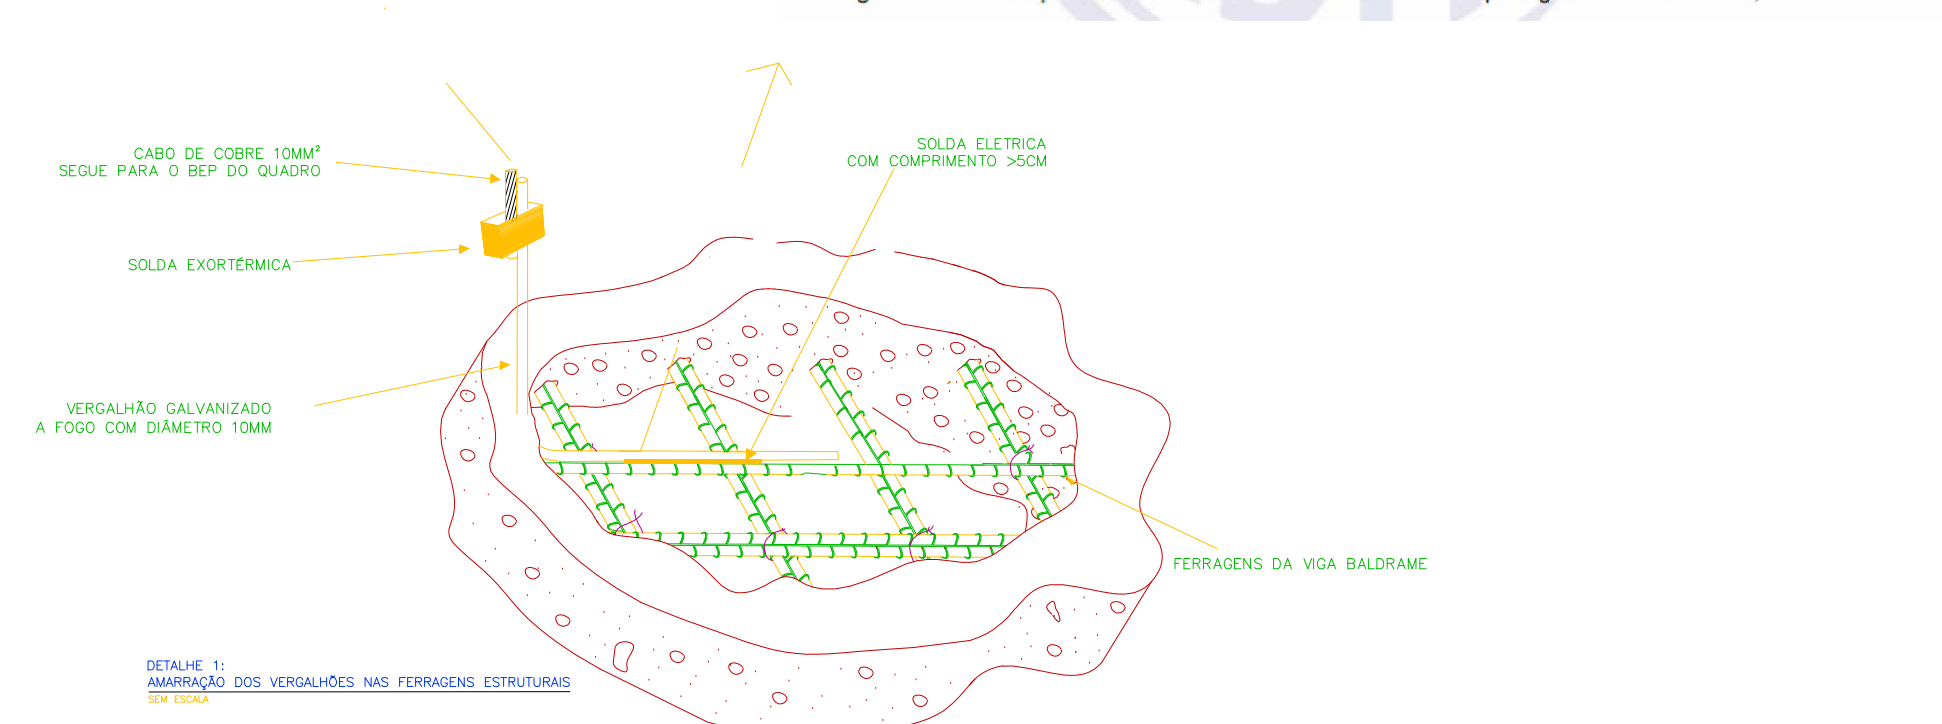 CABO DE COBRE 10MM²
SEGUE PARA O BEP DO QUADRO
SOLDA ELETRICA
COM COMPRIMENTO >5CM
SOLDA EXORTÉRMICA
VERGALHÃO GALVANIZADO
A FOGO COM DIÂMETRO 10MM
FERRAGENS DA VIGA BALDRAME
DETALHE 1:
AMARRAÇÃO DOS VERGALHÕES NAS FERRAGENS ESTRUTURAIS
SEM ESCALA